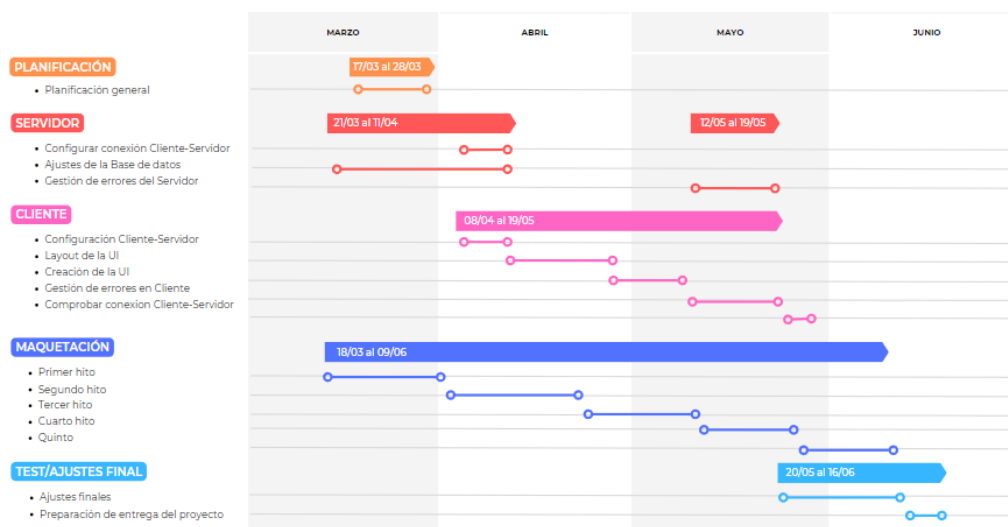 MARZO
ABRIL
MAYO
JUNIO
PLANIFICACIÓN
17/03 al 28/03
Planificación general
SERVIDOR
21/03 al 11/04
12/05 al 19/05
Configurar conexión Cliente-Servidor
Ajustes de la Base de datos
Gestión de errores del Servidor
CLIENTE
08/04 al 19/05
Configuración Cliente-Servidor
Layout de la UI
Creación de la UI
Gestión de errores en Cliente
Comprobar conexion Cliente-Servidor
MAQUETACIÓN
18/03 al 09/06
Primer hito
Segundo hito
Tercer hito
Cuarto hito
Quinto
TEST/AJUSTES FINAL
20/05 al 16/06
Ajustes finales
Preparación de entrega del proyecto